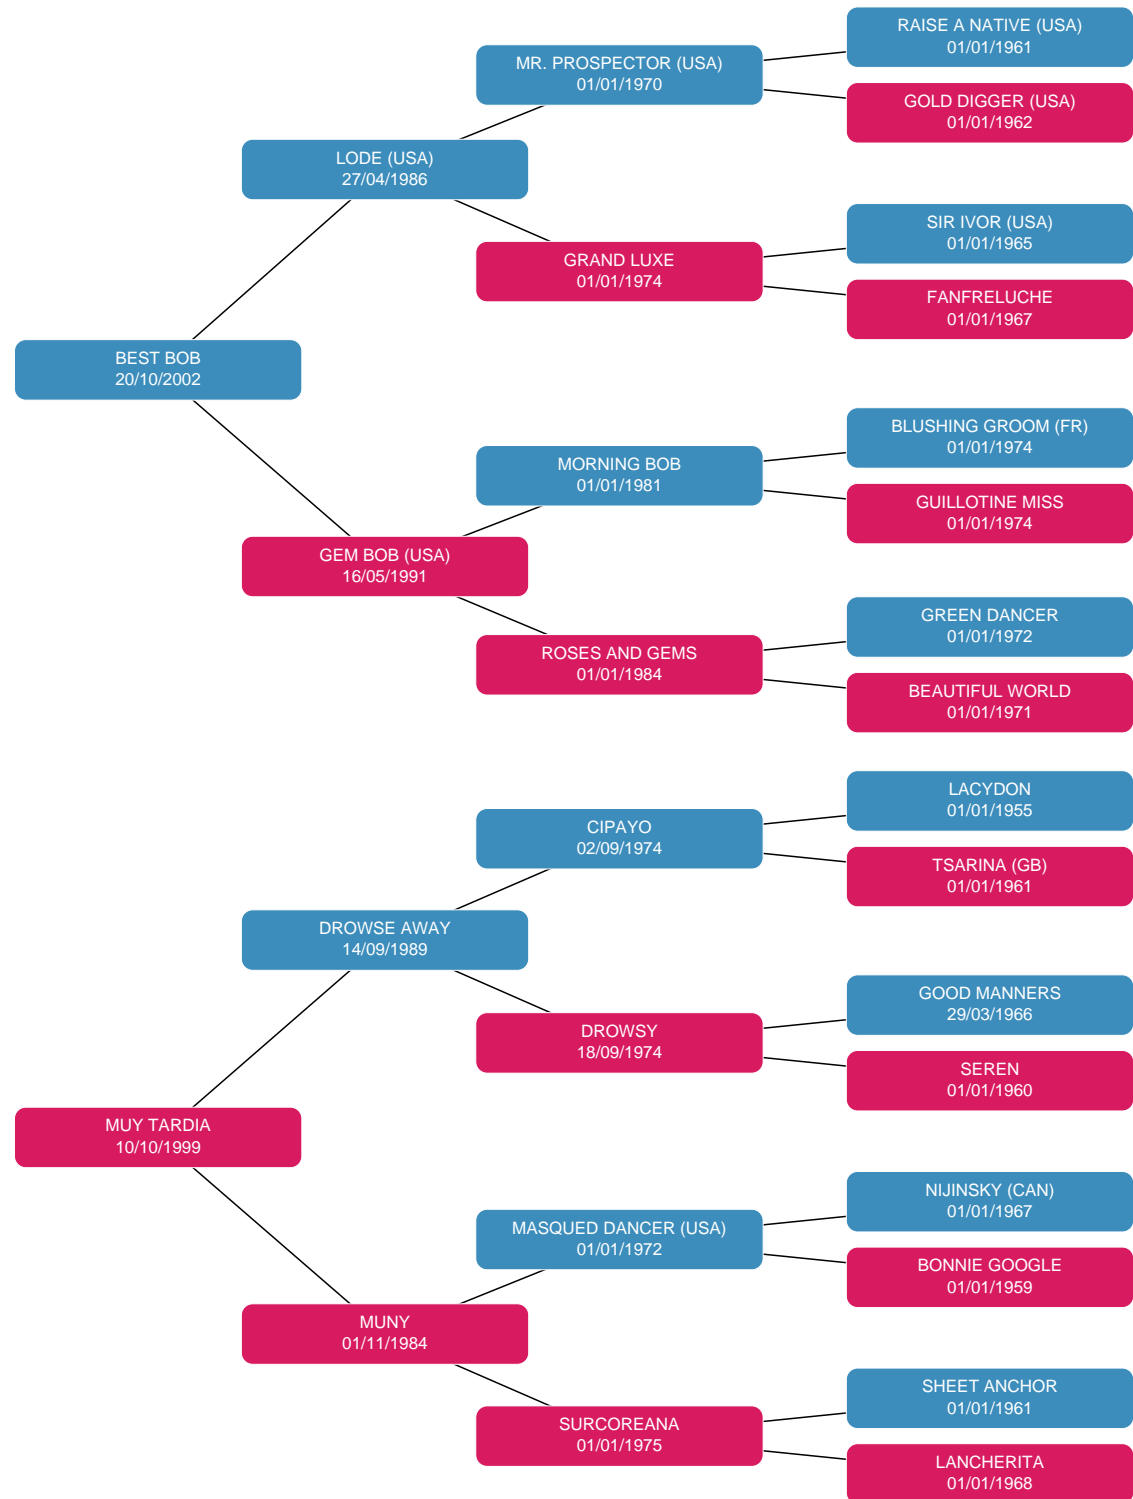 RAISE A NATIVE (USA)
01/01/1961
MR. PROSPECTOR (USA)
01/01/1970
GOLD DIGGER (USA)
01/01/1962
LODE (USA)
27/04/1986
SIR IVOR (USA)
01/01/1965
GRAND LUXE
01/01/1974
FANFRELUCHE
01/01/1967
BEST BOB
20/10/2002
BLUSHING GROOM (FR)
01/01/1974
MORNING BOB
01/01/1981
GUILLOTINE MISS
01/01/1974
GEM BOB (USA)
16/05/1991
GREEN DANCER
01/01/1972
ROSES AND GEMS
01/01/1984
BEAUTIFUL WORLD
01/01/1971
LACYDON
01/01/1955
CIPAYO
02/09/1974
TSARINA (GB)
01/01/1961
DROWSE AWAY
14/09/1989
GOOD MANNERS
29/03/1966
DROWSY
18/09/1974
SEREN
01/01/1960
MUY TARDIA
10/10/1999
NIJINSKY (CAN)
01/01/1967
MASQUED DANCER (USA)
01/01/1972
BONNIE GOOGLE
01/01/1959
MUNY
01/11/1984
SHEET ANCHOR
01/01/1961
SURCOREANA
01/01/1975
LANCHERITA
01/01/1968